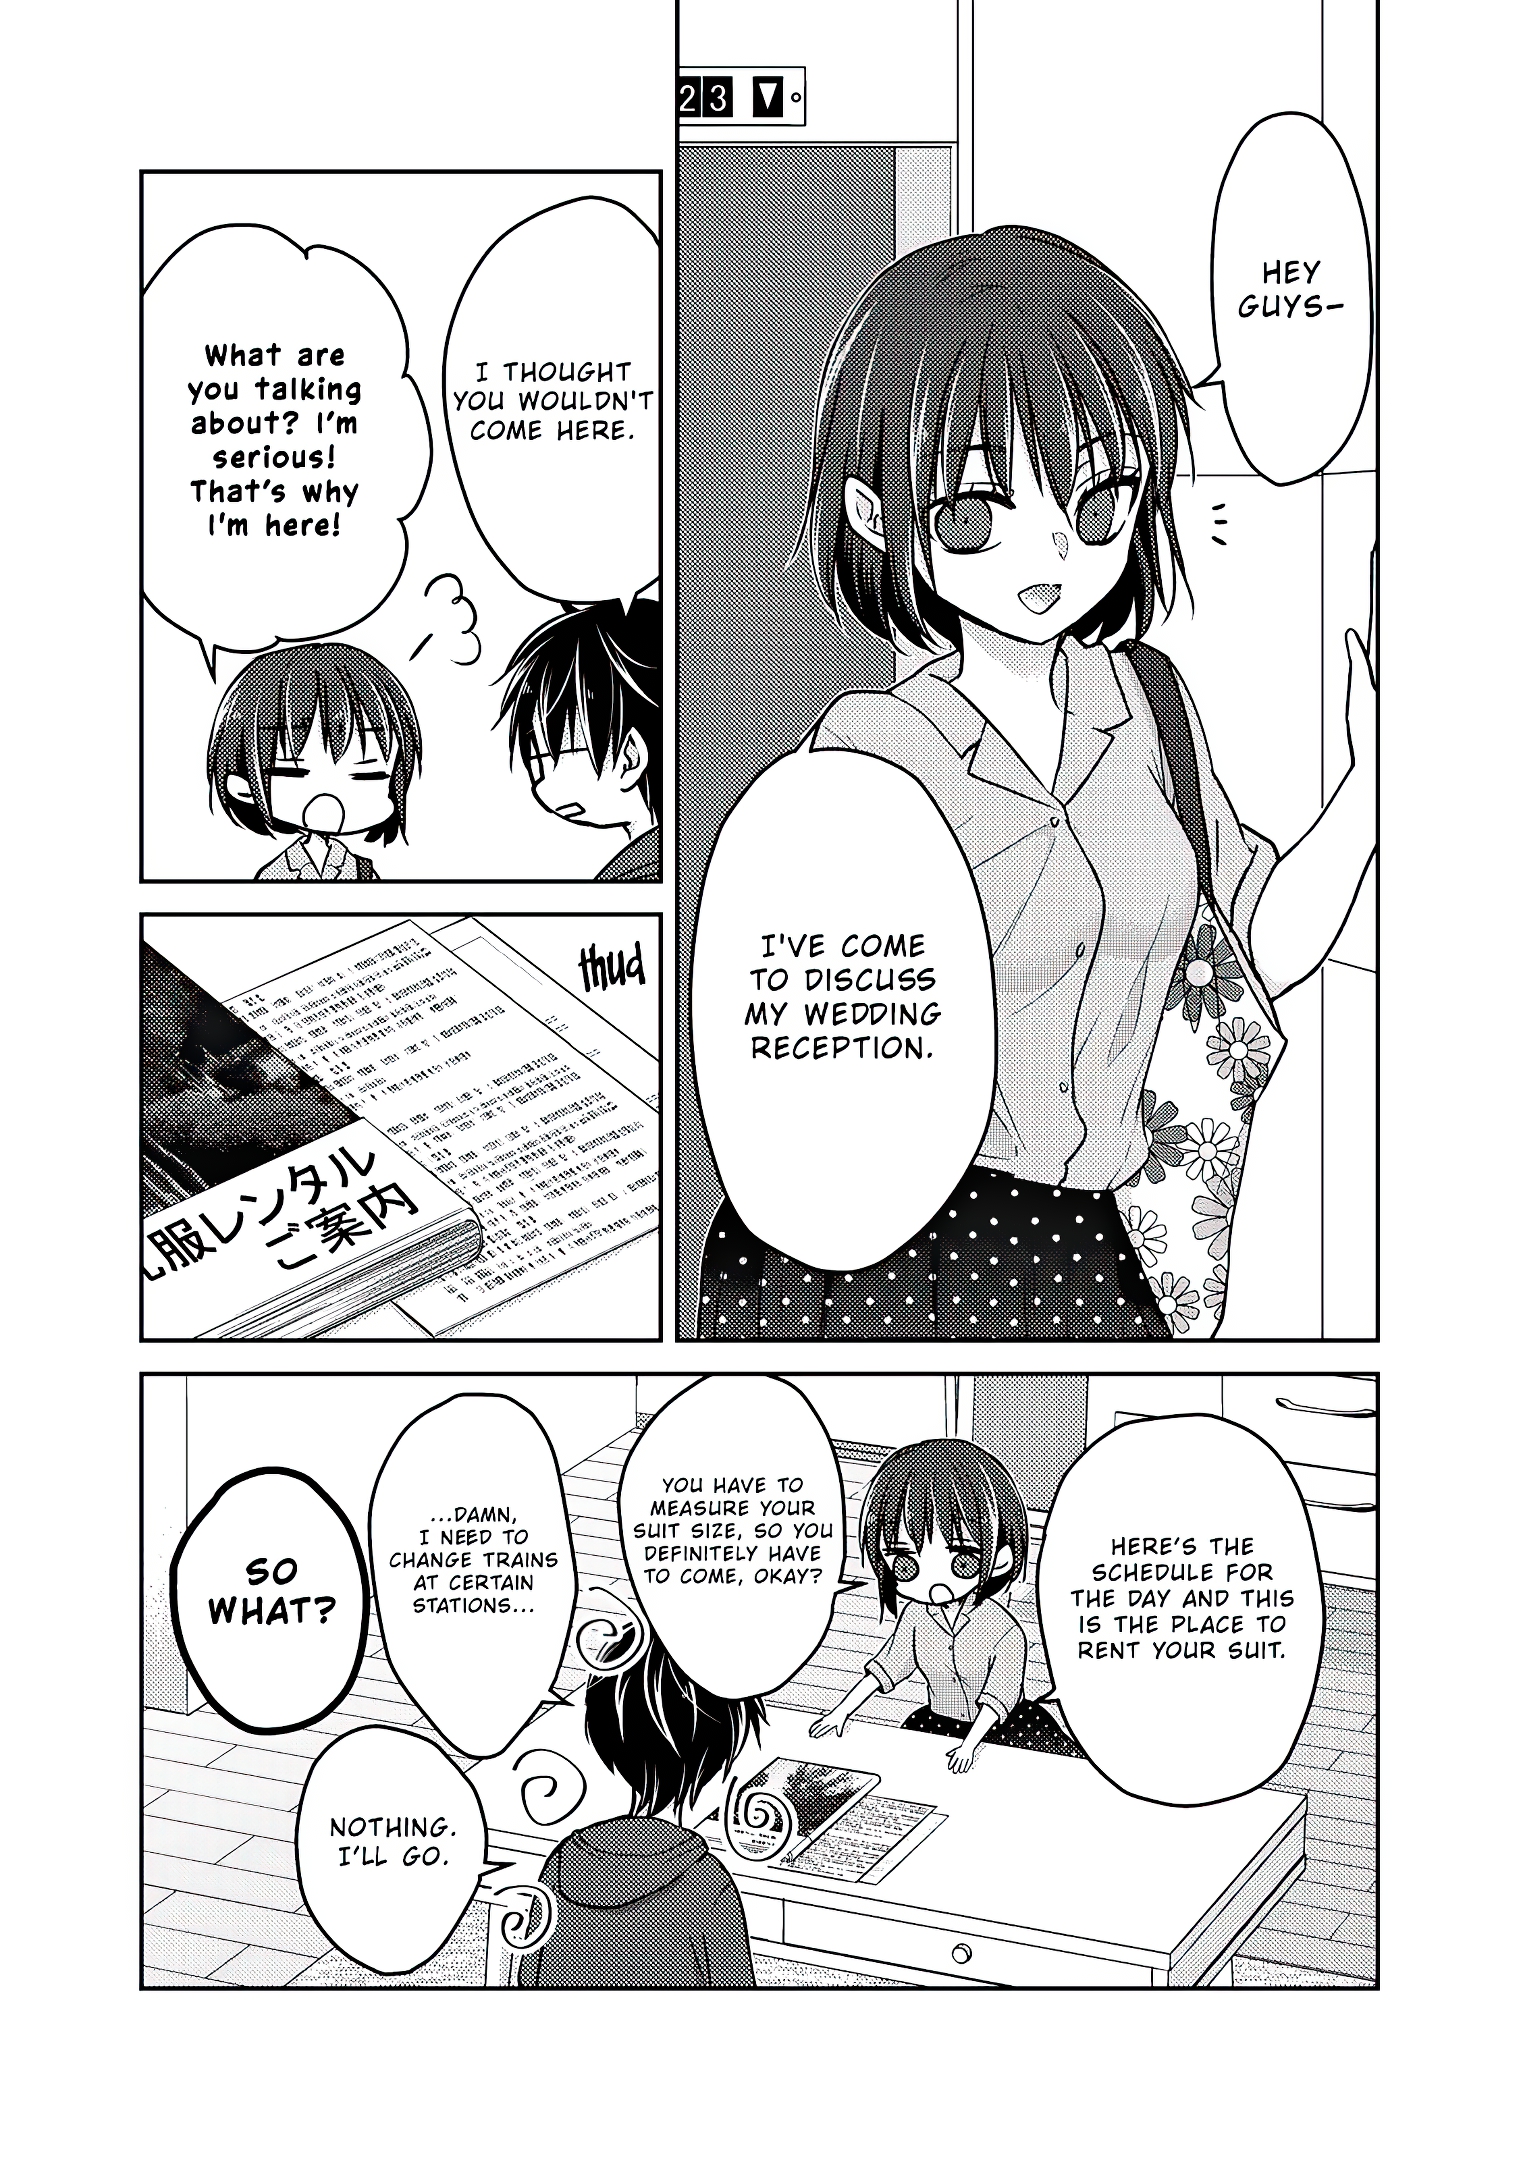 23▼
HEY
GUYS-
I'VE COME
TO DISCUSS
MY WEDDING
RECEPTION.
I THOUGHT
YOU WOULDN'T
COME HERE.
What are
you talking
about? I'm
serious!
That's why
I'm here!
thud
服レンタル
ご案内
HERE'S THE
SCHEDULE FOR
THE DAY AND THIS
IS THE PLACE TO
RENT YOUR SUIT.
YOU HAVE TO
MEASURE YOUR
SUIT SIZE, SO YOU
DEFINITELY HAVE
TO COME, OKAY?
...DAMN,
I NEED TO
CHANGE TRAINS
AT CERTAIN
STATIONS...
SO
WHAT?
NOTHING.
I'LL GO.